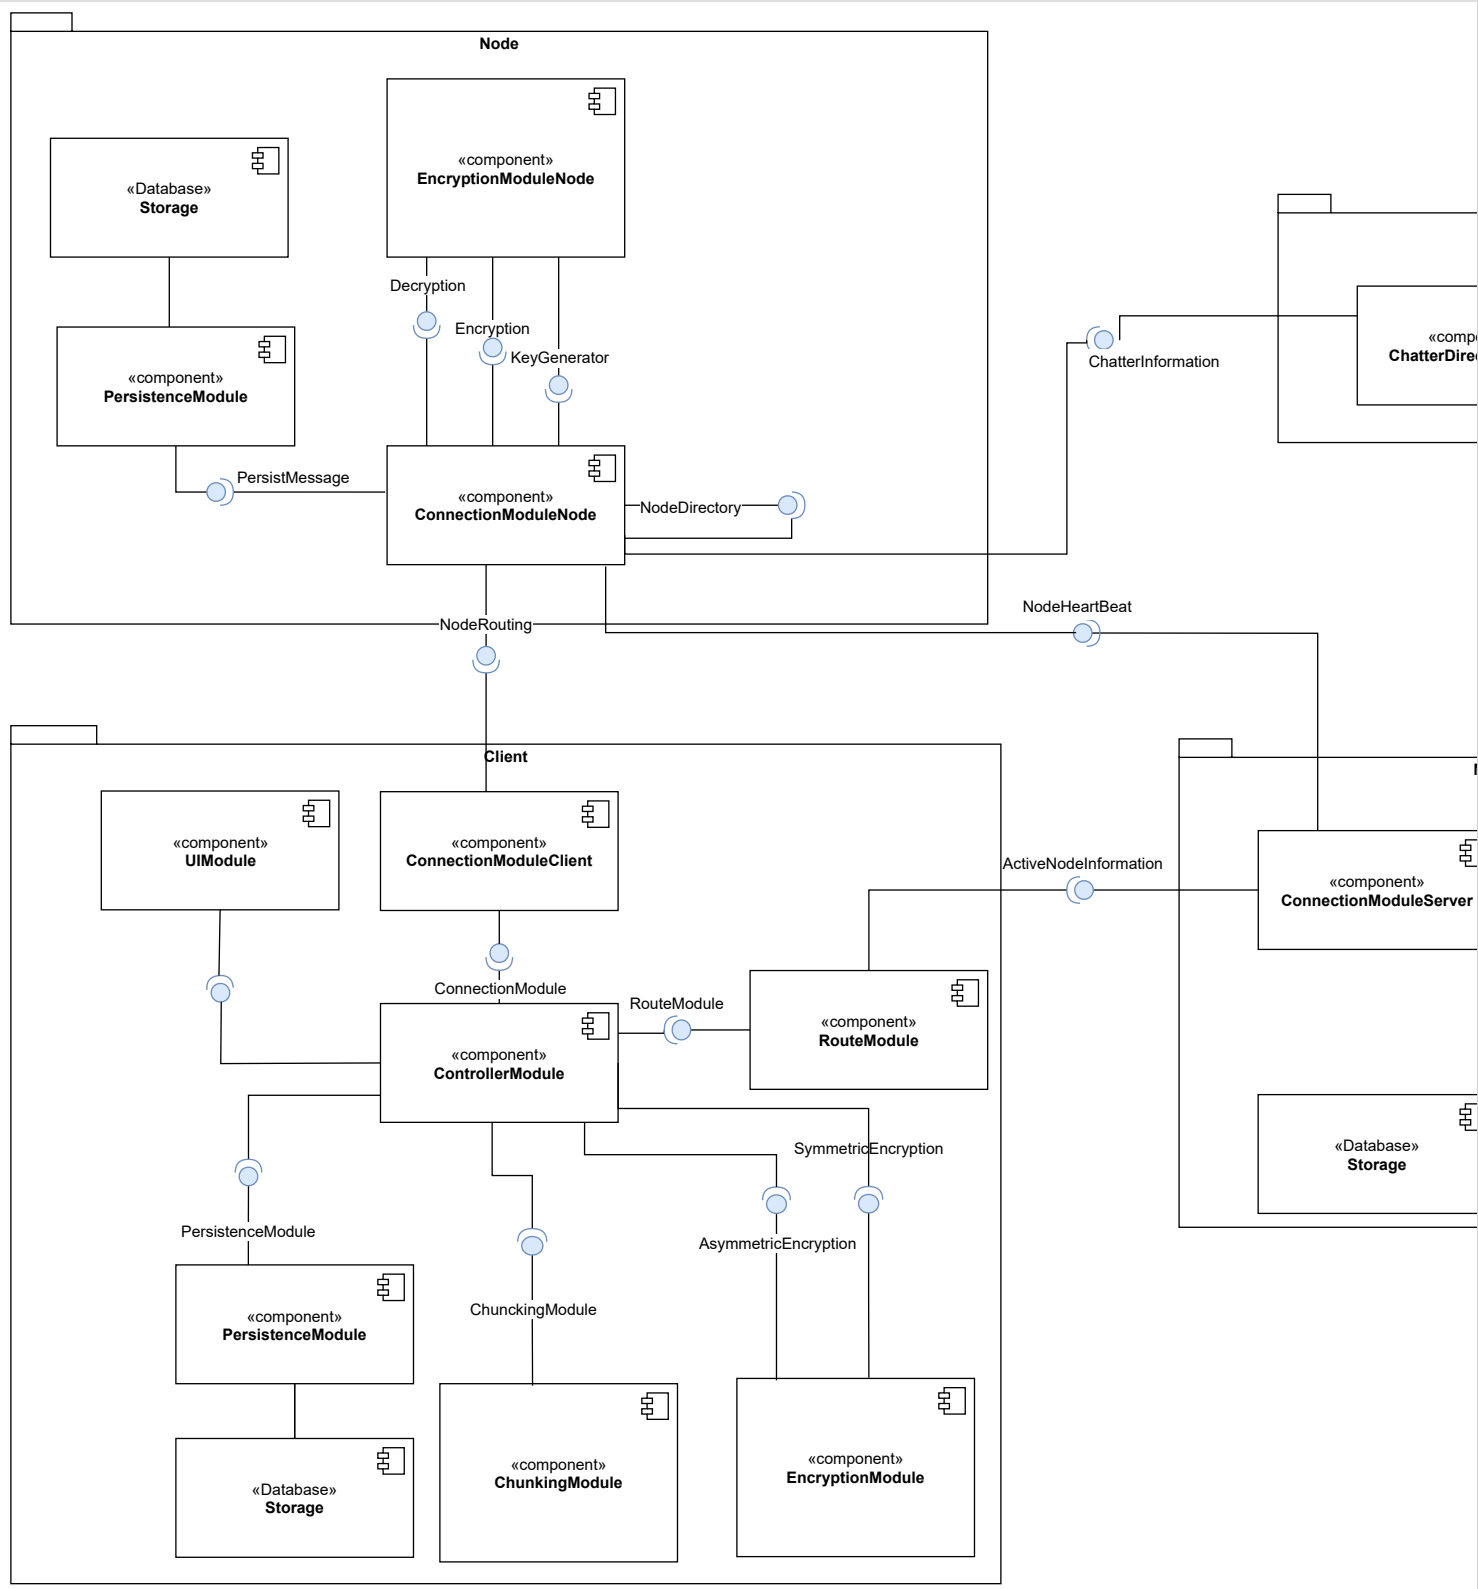 Node
«component»
EncryptionModuleNode
«Database»
Storage
Decryption
Encryption
KeyGenerator
«component»
PersistenceModule
PersistMessage
«component»
ConnectionModuleNode
NodeDirectory
«comp
ChatterDire
ChatterInformation
NodeHeartBeat
NodeRouting
Client
«component»
UIModule
«component»
ConnectionModuleClient
ActiveNodeInformation
«component»
ConnectionModuleServer
ConnectionModule
RouteModule
«component»
RouteModule
«component»
ControllerModule
SymmetricEncryption
«Database»
Storage
PersistenceModule
AsymmetricEncryption
ChunckingModule
«component»
PersistenceModule
«component»
ChunkingModule
«component»
EncryptionModule
«Database»
Storage